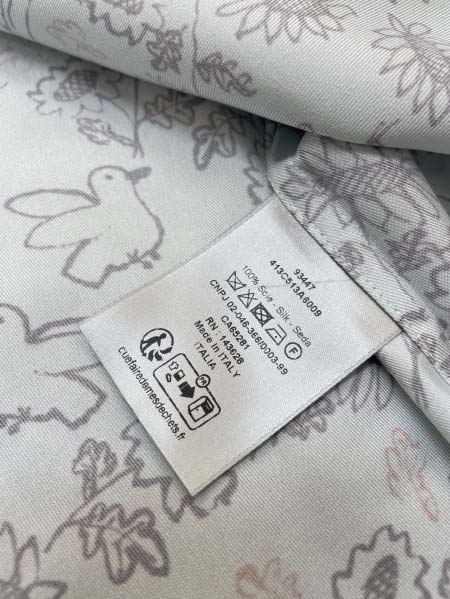 93447
413C513A6009
100% Soie - Silk - Seda
F
CNPJ 02-046-366/0003-99
CA65281
RN : 143628
Made in ITALY
ITALIA
FR
quefairedemesdechets.fr